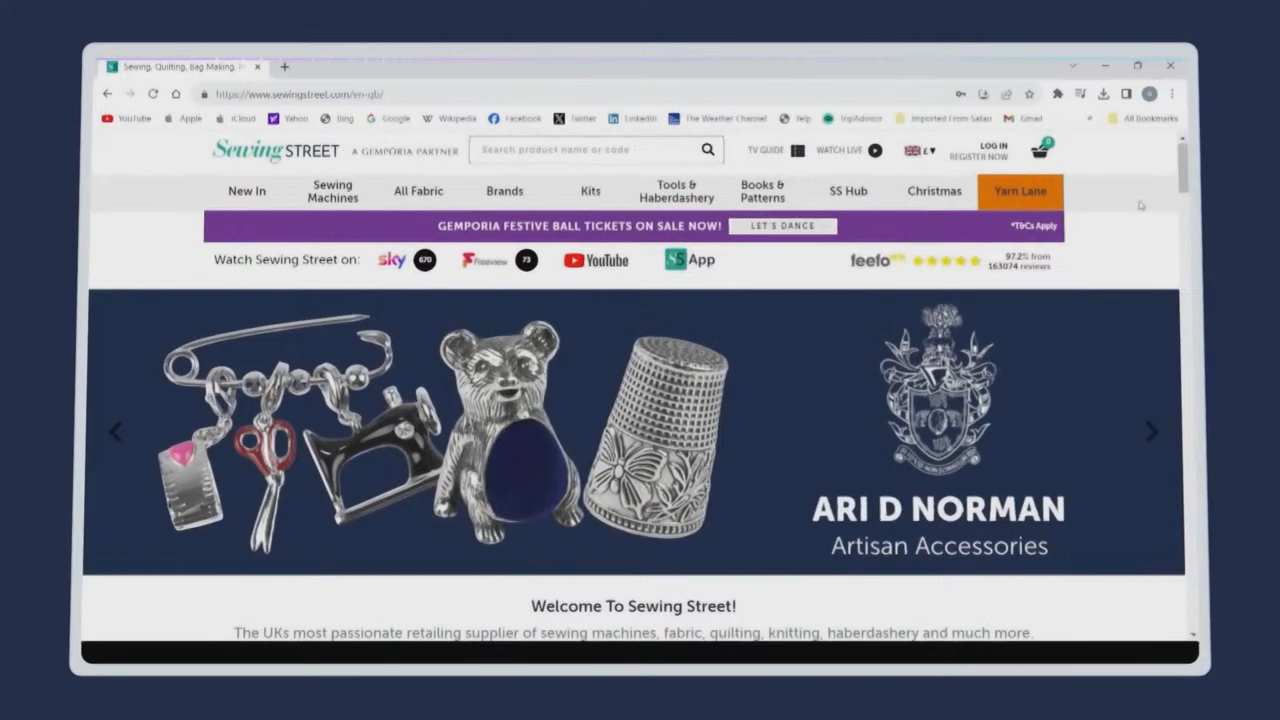 Sewing, Quilting, Bag Making,
https://www.sewingstreet.com/en-gb/
YouTube Apple iCloud Yahoo Bing Google Wikipedia Facebook Twitter LinkedIn The Weather Channel Yelp TripAdvisor Imported From Safari Gmail » All Bookmarks
Sewing STREET A GEMPORIA PARTNER Search product name or code TV GUIDE WATCH LIVE £ LOG IN
REGISTER NOW
New In Sewing Machines All Fabric Brands Kits Tools & Haberdashery Books & Patterns SS Hub Christmas Yarn Lane
GEMPORIA FESTIVE BALL TICKETS ON SALE NOW! LET'S DANCE *T&Cs Apply
Watch Sewing Street on: sky 670 Freeview 73 YouTube SS App feefo 97.2% from
163074 reviews
ARI D NORMAN
Artisan Accessories
Welcome To Sewing Street!
The UKs most passionate retailing supplier of sewing machines, fabric, quilting, knitting, haberdashery and much more.